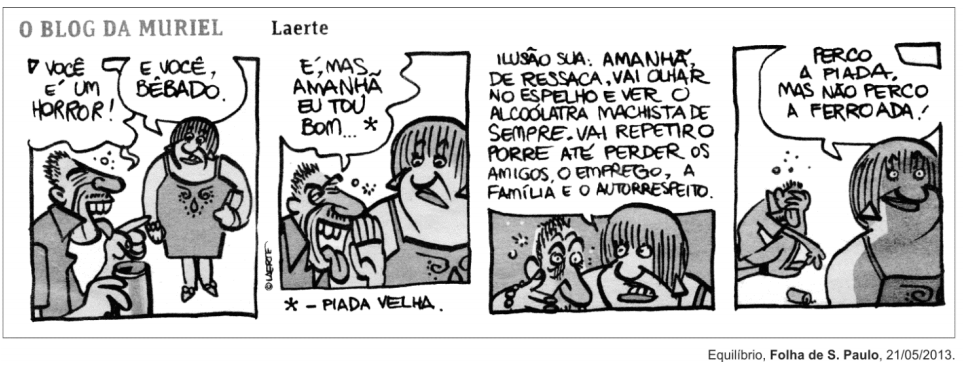 O BLOG DA MURIEL Laerte
VOCÊ
É UM
HORROR!
E VOCÊ,
BÊBADO.
©LAERTE
É, MAS
AMANHÃ
EU TOU
BOM... *
* - PIADA VELHA.
ILUSÃO SUA. AMANHÃ,
DE RESSACA, VAI OLHAR
NO ESPELHO E VER O
ALCOÓLATRA MACHISTA DE
SEMPRE. VAI REPETIR O
PORRE ATÉ PERDER OS
AMIGOS, O EMPREGO, A
FAMÍLIA E O AUTORRESPEITO.
PERCO
A PIADA,
MAS NÃO PERCO
A FERROADA!
Equilíbrio, Folha de S. Paulo, 21/05/2013.